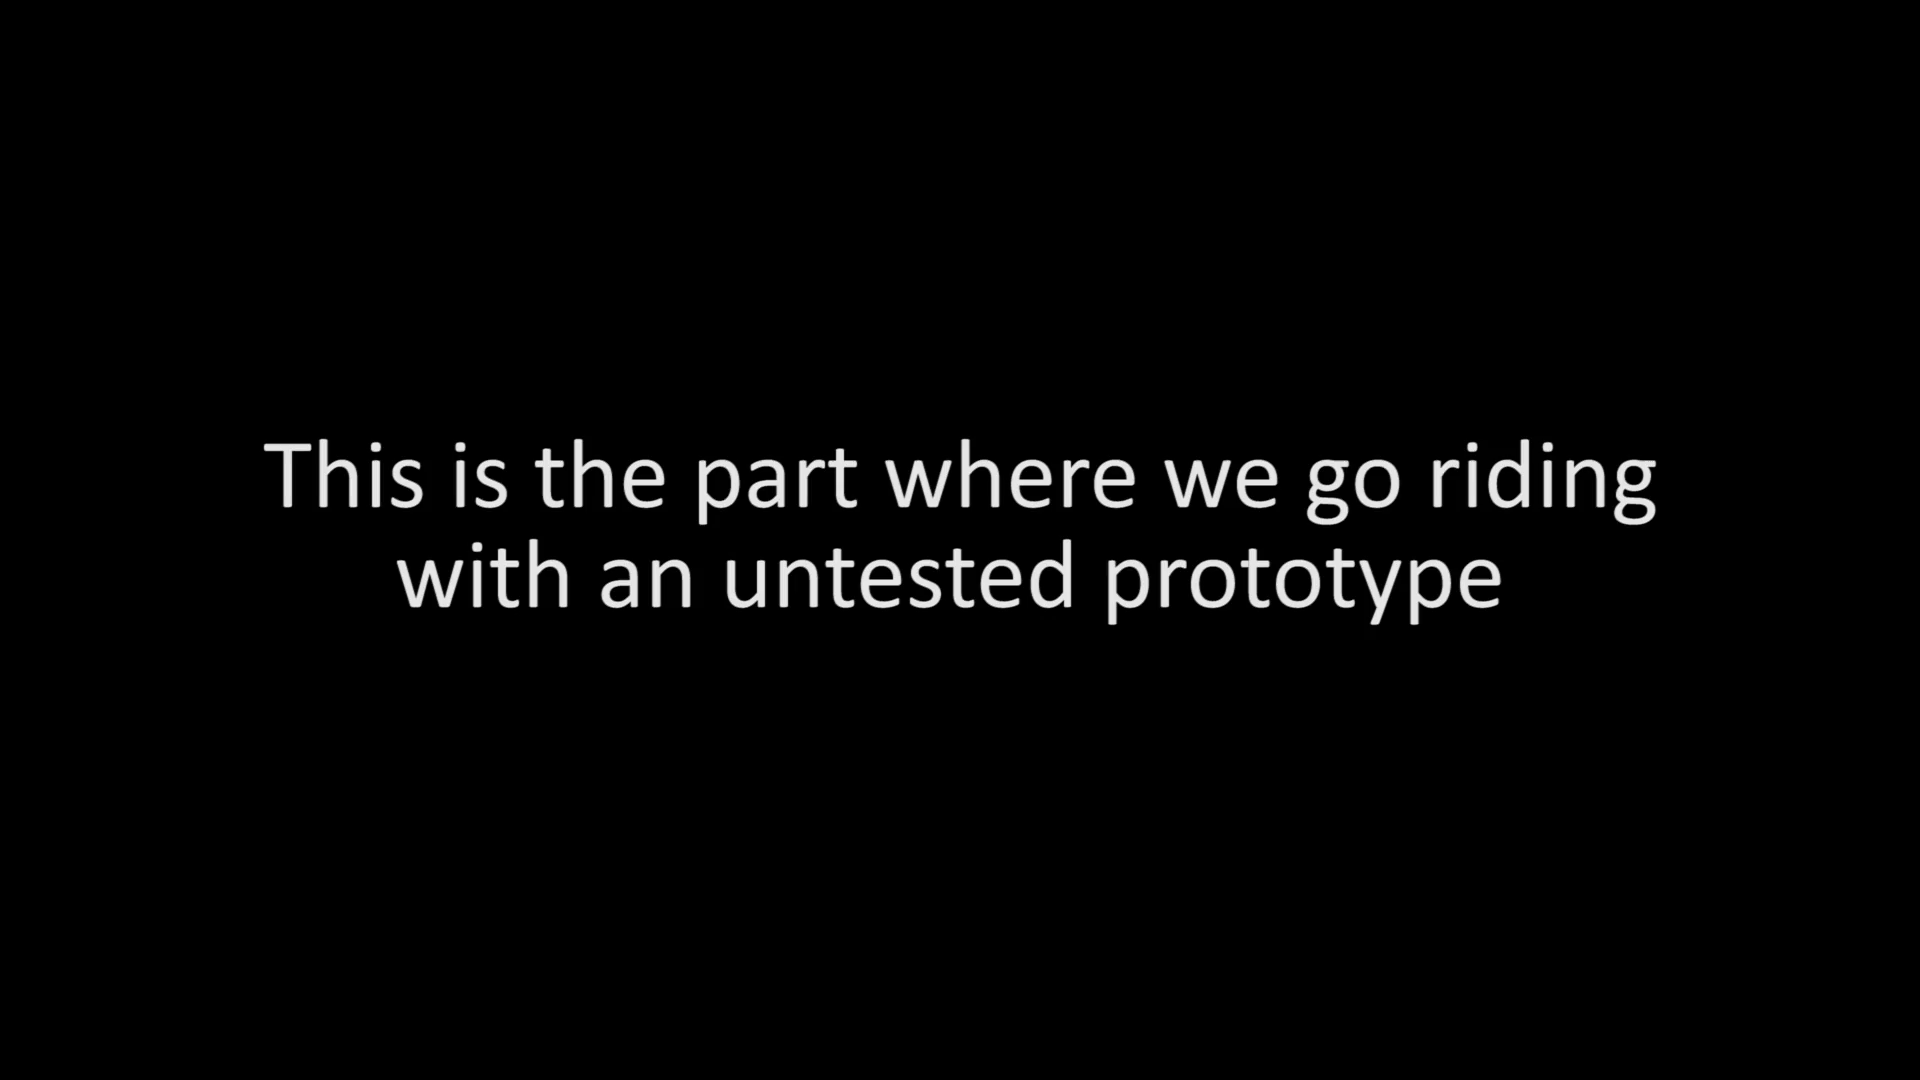 This is the part where we go riding
with an untested prototype